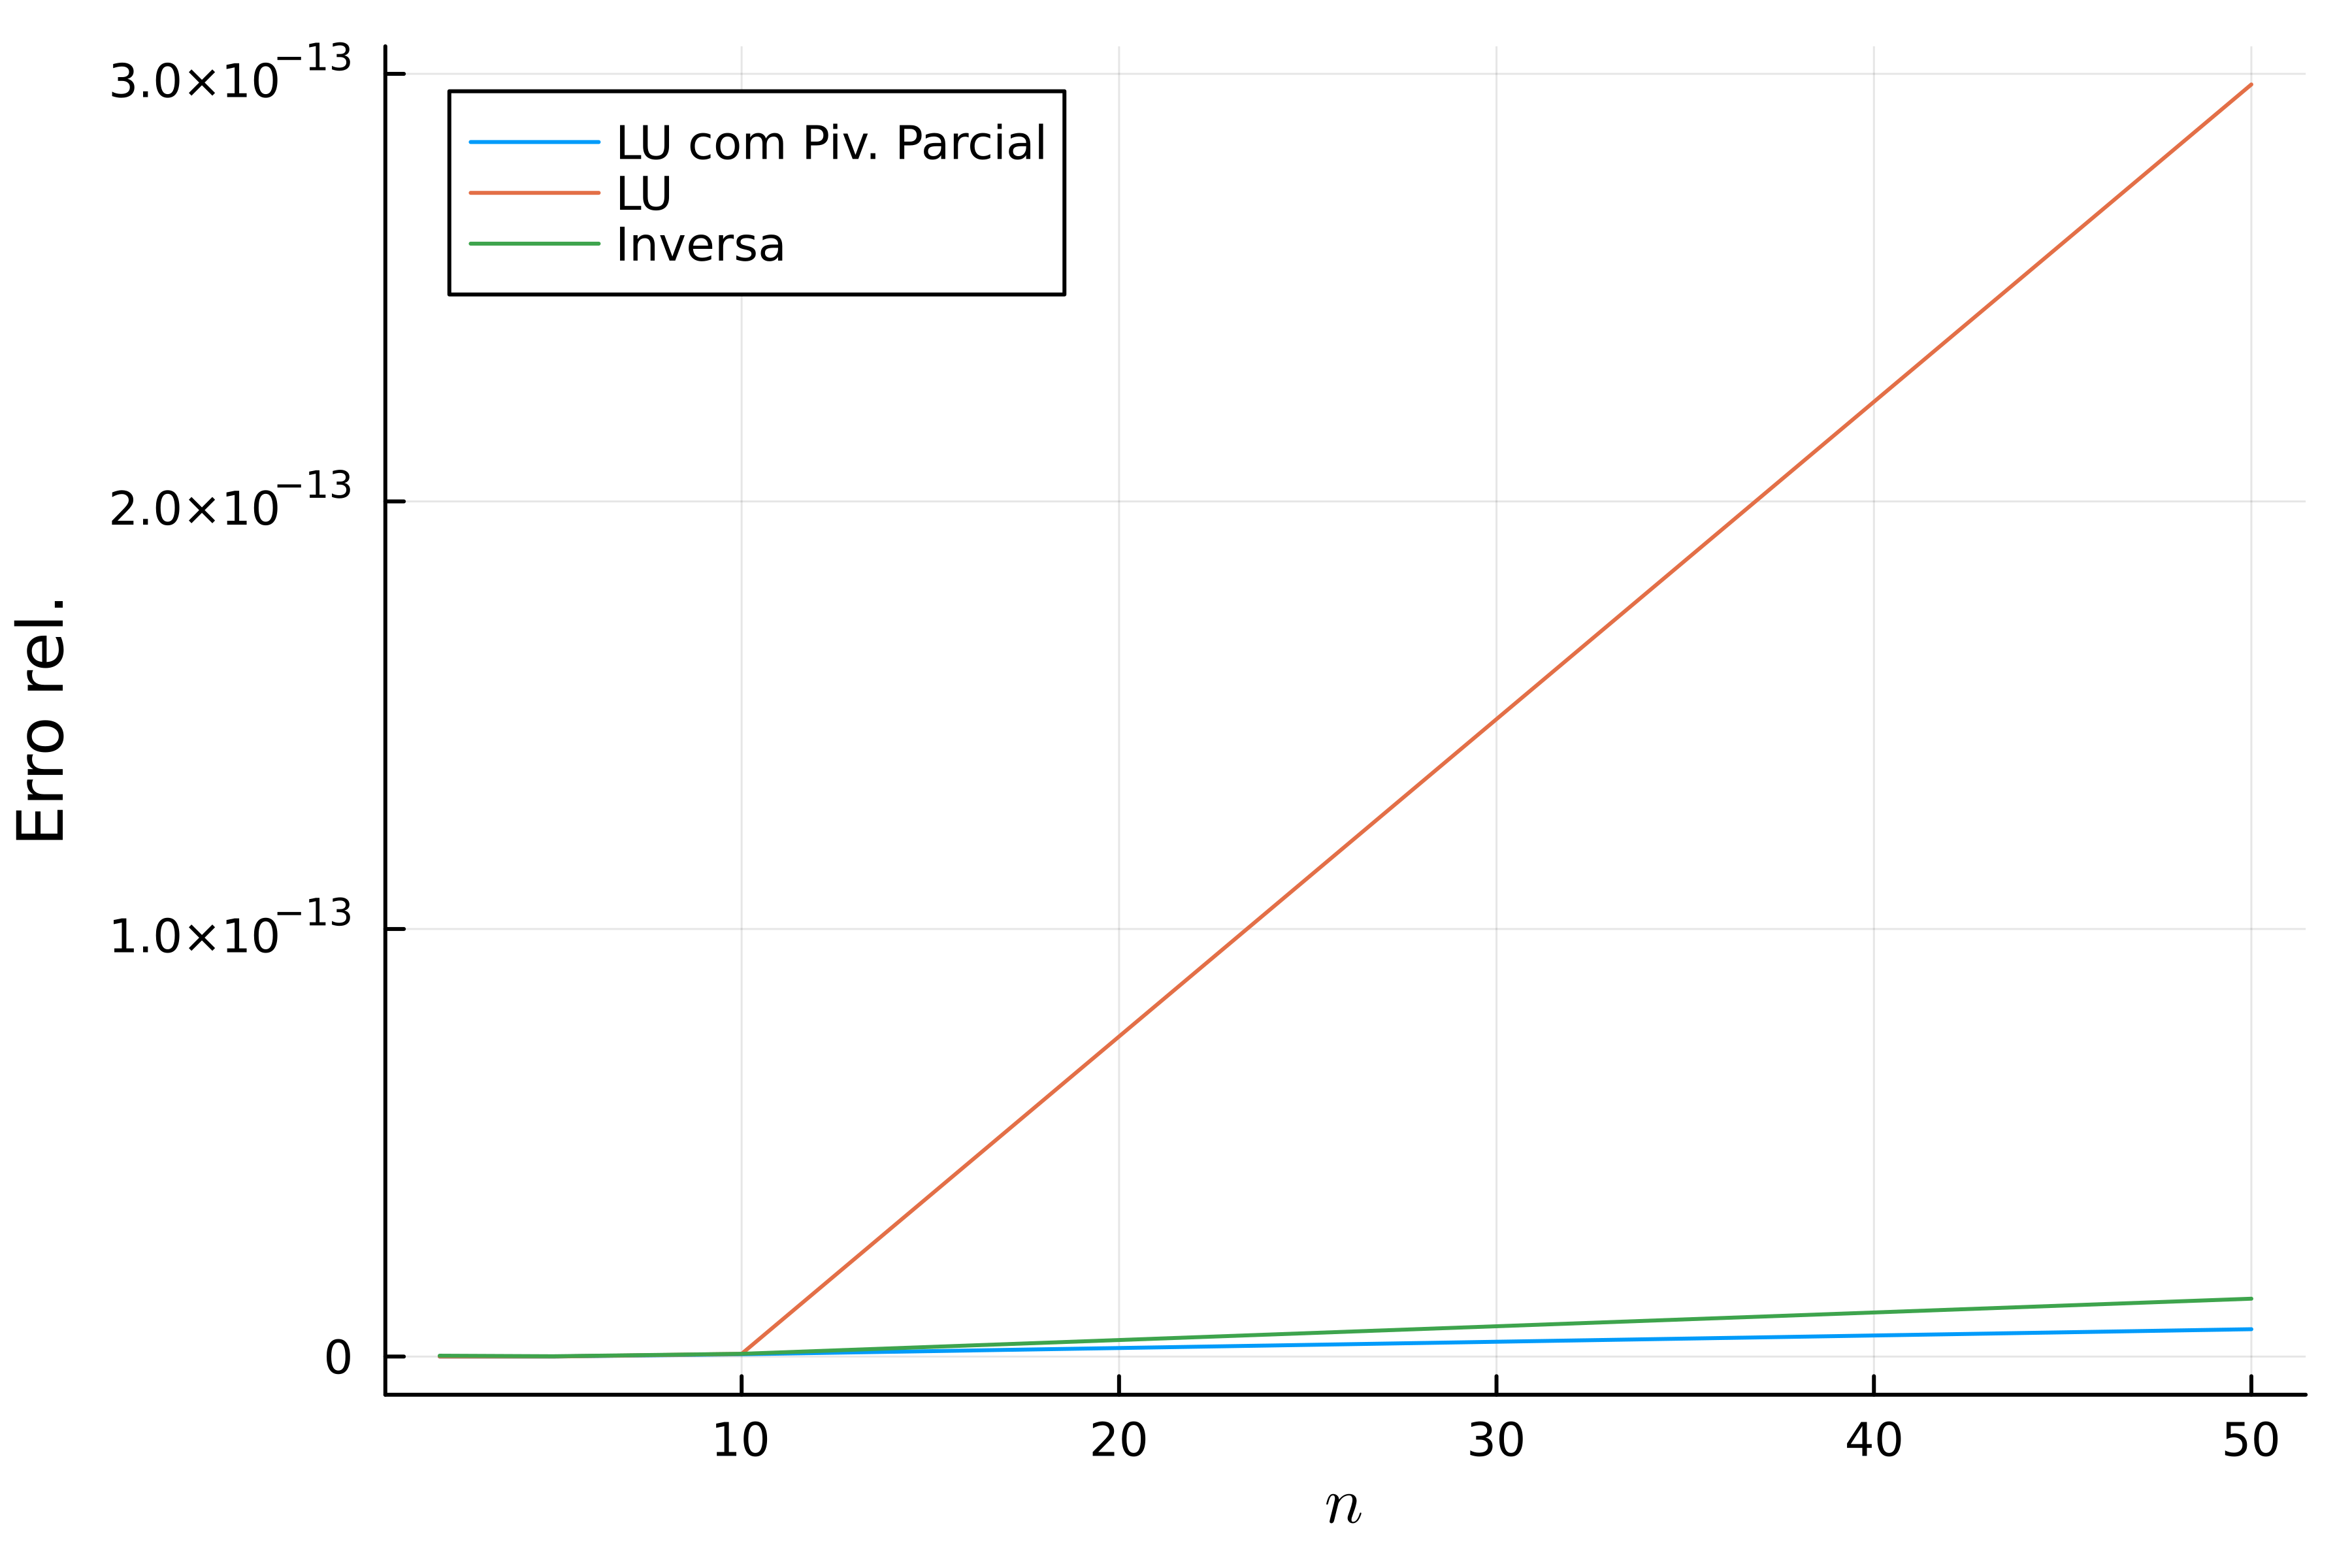 3.0×10⁻¹³
LU com Piv. Parcial
LU
Inversa
2.0×10⁻¹³
Erro rel.
1.0×10⁻¹³
0
10 20 30 40 50
n